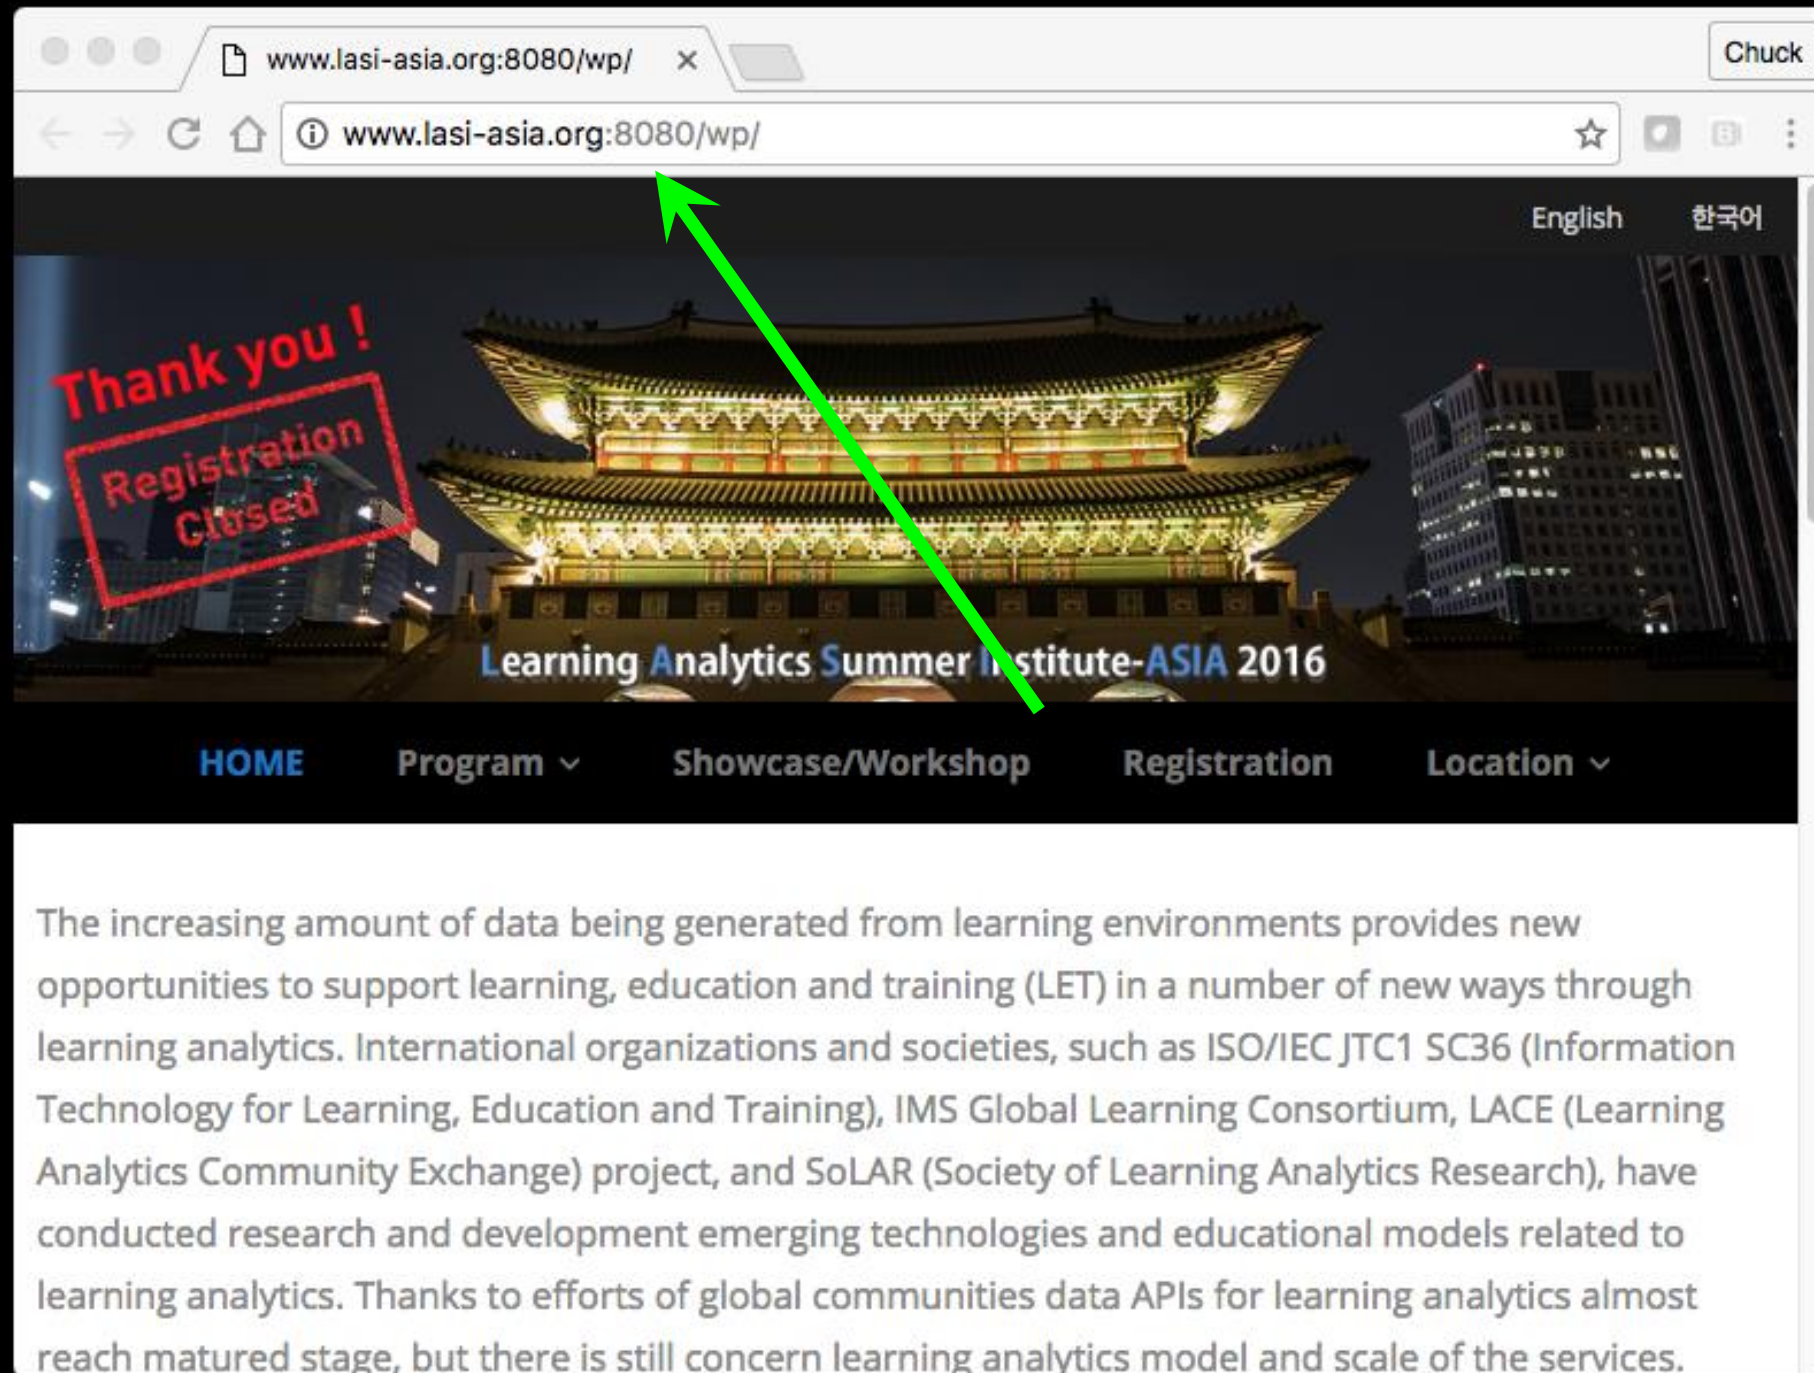 www.lasi-asia.org:8080/wp/
Chuck
www.lasi-asia.org:8080/wp/
English 한국어
Thank you !
Registration
Closed
Learning Analytics Summer Institute-ASIA 2016
HOME Program Showcase/Workshop Registration Location
The increasing amount of data being generated from learning environments provides new
opportunities to support learning, education and training (LET) in a number of new ways through
learning analytics. International organizations and societies, such as ISO/IEC JTC1 SC36 (Information
Technology for Learning, Education and Training), IMS Global Learning Consortium, LACE (Learning
Analytics Community Exchange) project, and SoLAR (Society of Learning Analytics Research), have
conducted research and development emerging technologies and educational models related to
learning analytics. Thanks to efforts of global communities data APIs for learning analytics almost
reach matured stage, but there is still concern learning analytics model and scale of the services.